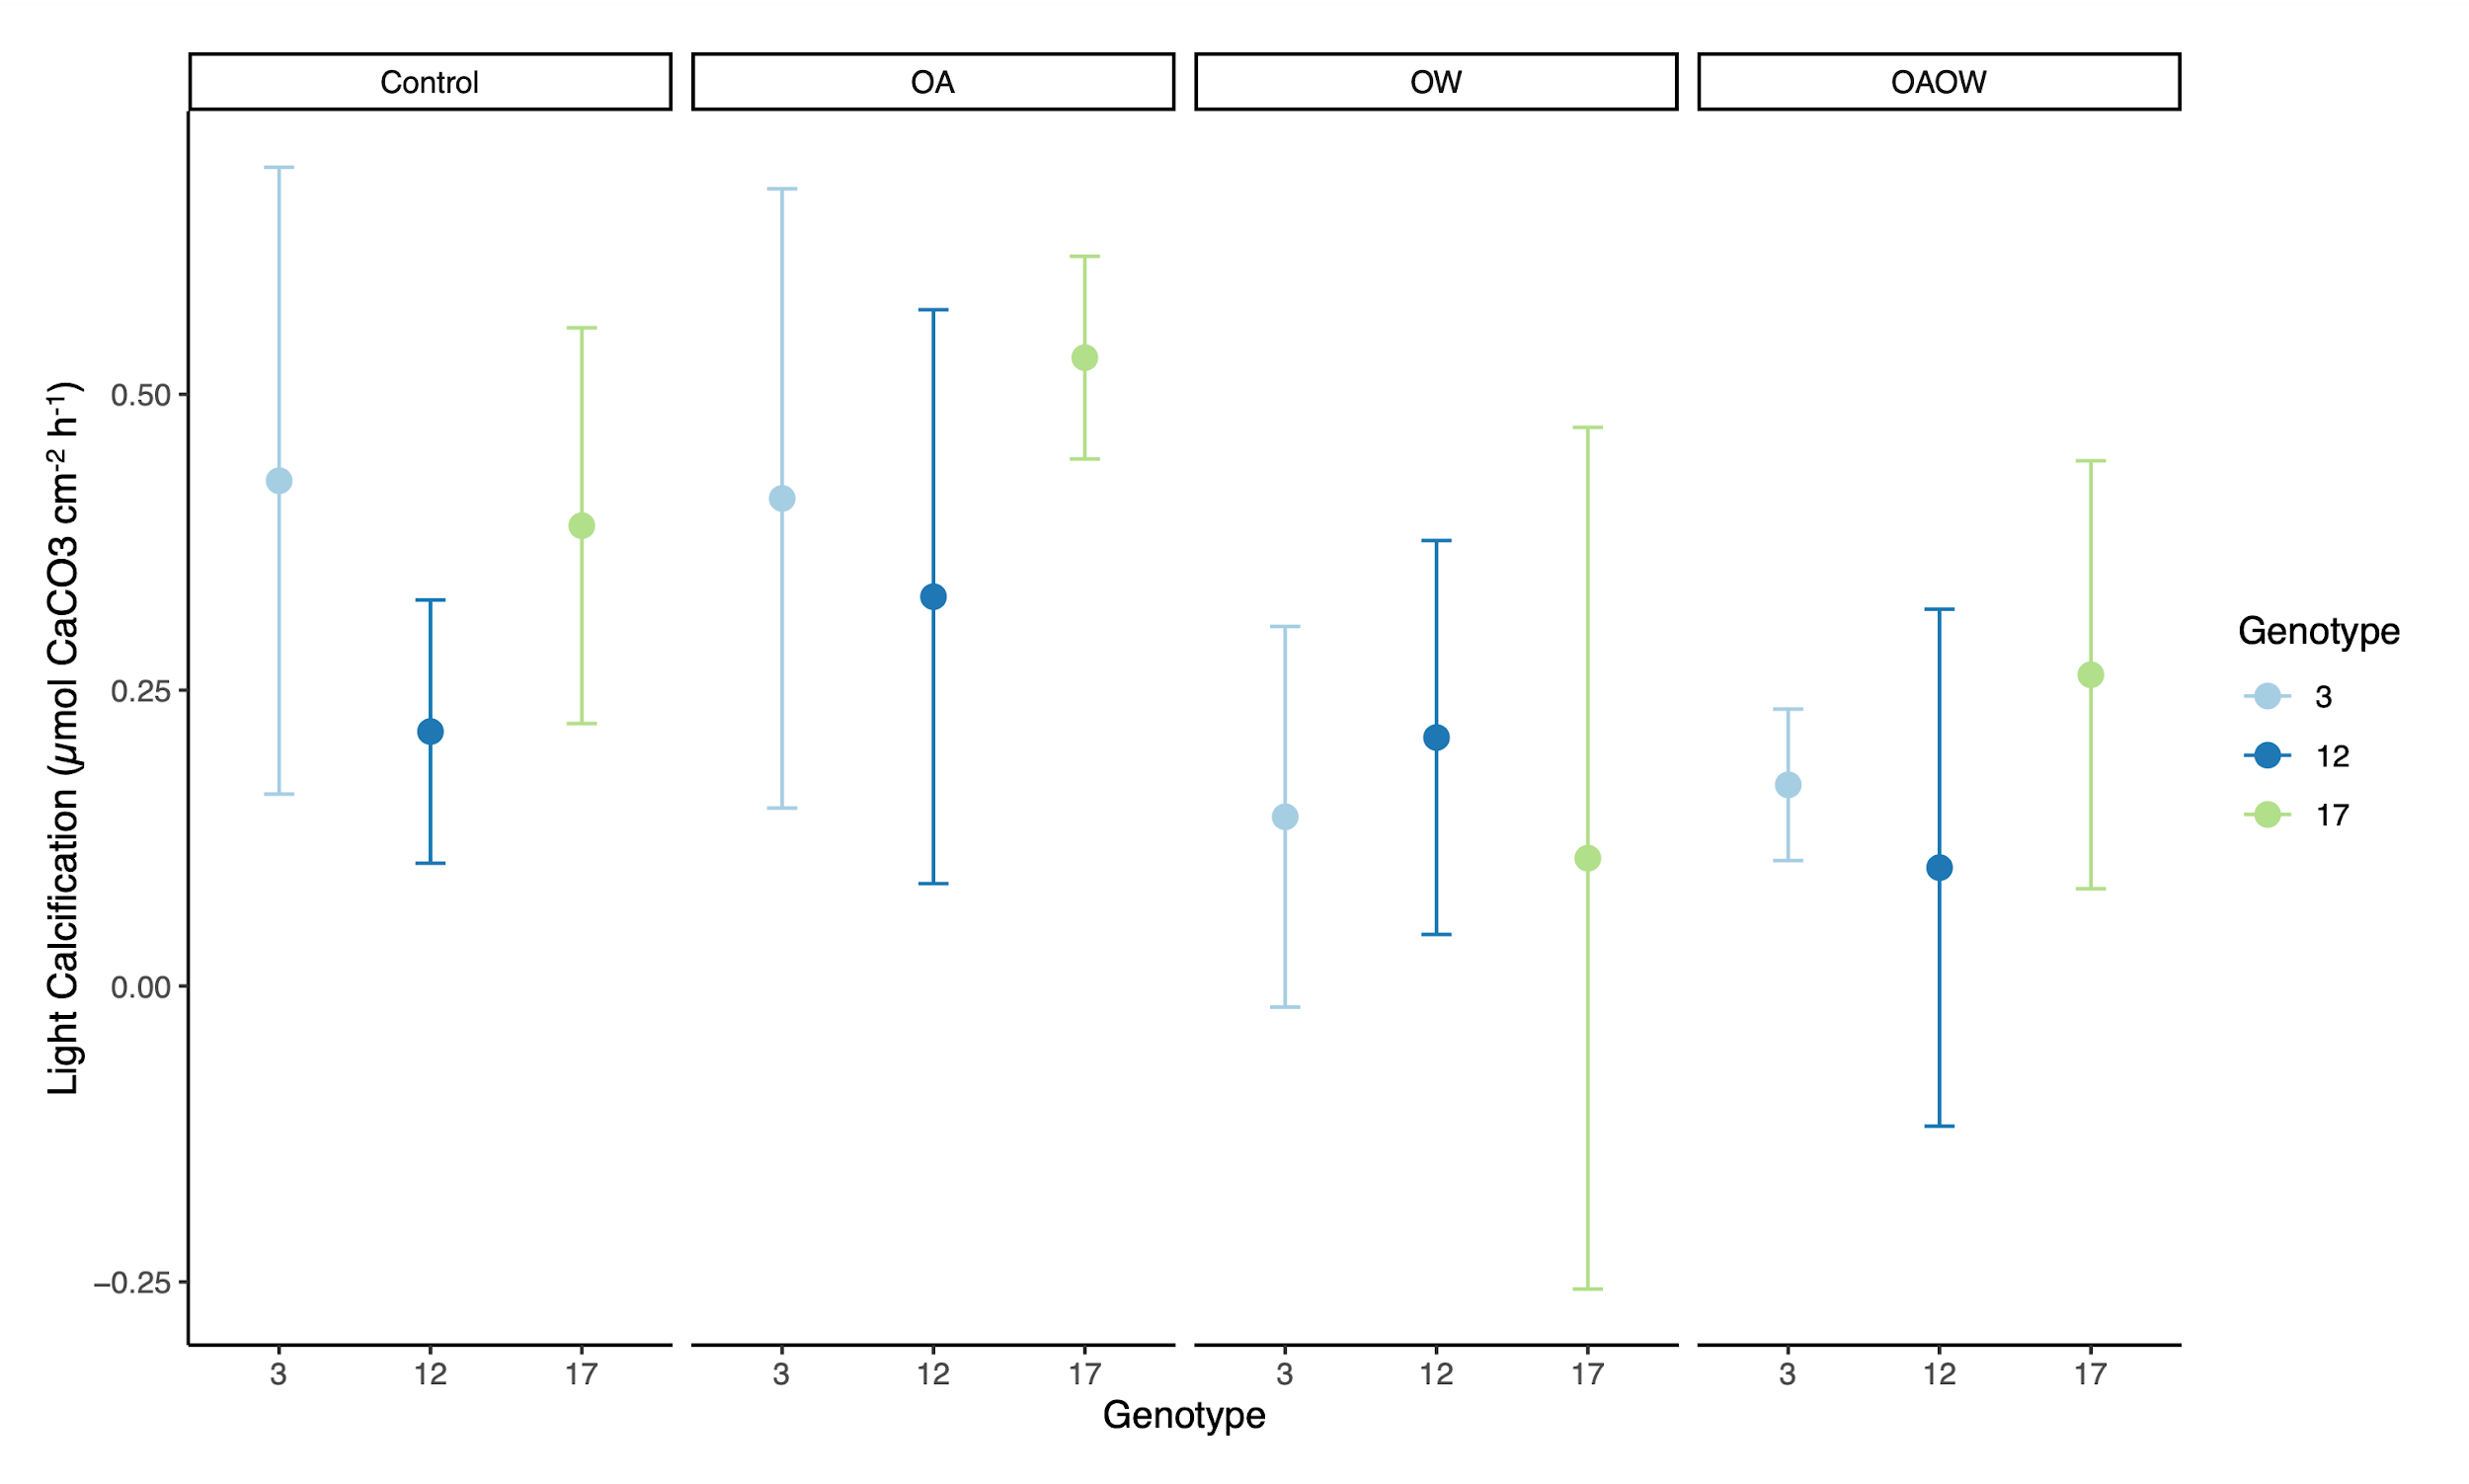 Control OA OW OAOW
Light Calcification (µmol CaCO3 cm⁻² h⁻¹)
0.50
0.25
0.00
−0.25
3 12 17 3 12 17 3 12 17 3 12 17
Genotype
Genotype
3
12
17